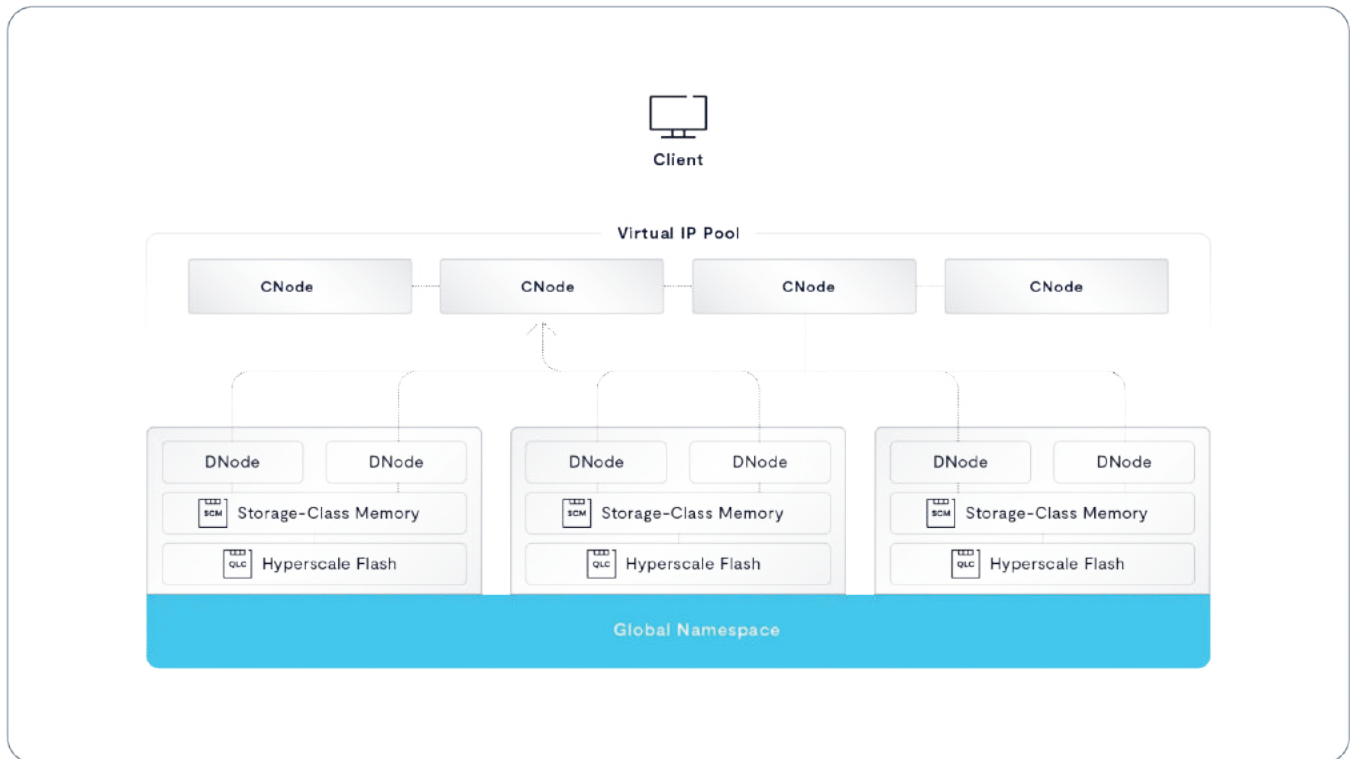 Client
Virtual IP Pool
CNode CNode CNode CNode
DNode DNode DNode DNode DNode DNode
SCM Storage-Class Memory SCM Storage-Class Memory SCM Storage-Class Memory
QLC Hyperscale Flash QLC Hyperscale Flash QLC Hyperscale Flash
Global Namespace